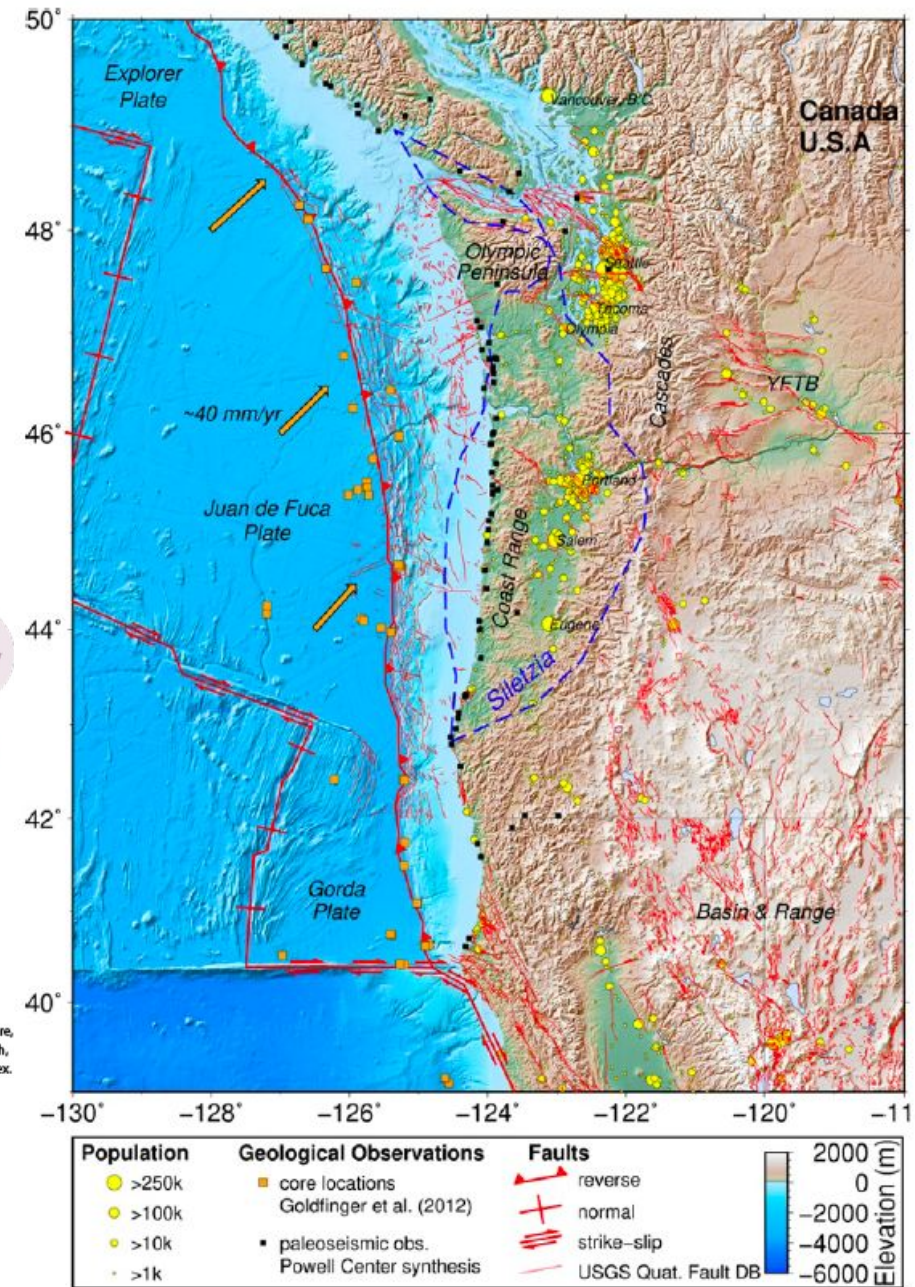 50°
48°
46°
44°
42°
40°
Explorer
Plate
Vancouver, B.C.
Canada
U.S.A
Olympic
Peninsula
Seattle
Tacoma
Olympia
Cascades
YFTB
~40 mm/yr
Portland
Juan de Fuca
Plate
Salem
Coast Range
Eugene
Siletzia
Gorda
Plate
Basin & Range
re,
h,
ex.
−130°
−128°
−126°
−124°
−122°
−120°
−11
Population
>250k
>100k
>10k
>1k
Geological Observations
core locations
Goldfinger et al. (2012)
paleoseismic obs.
Powell Center synthesis
Faults
reverse
normal
strike−slip
USGS Quat. Fault DB
2000
0
−2000
−4000
−6000
Elevation (m)